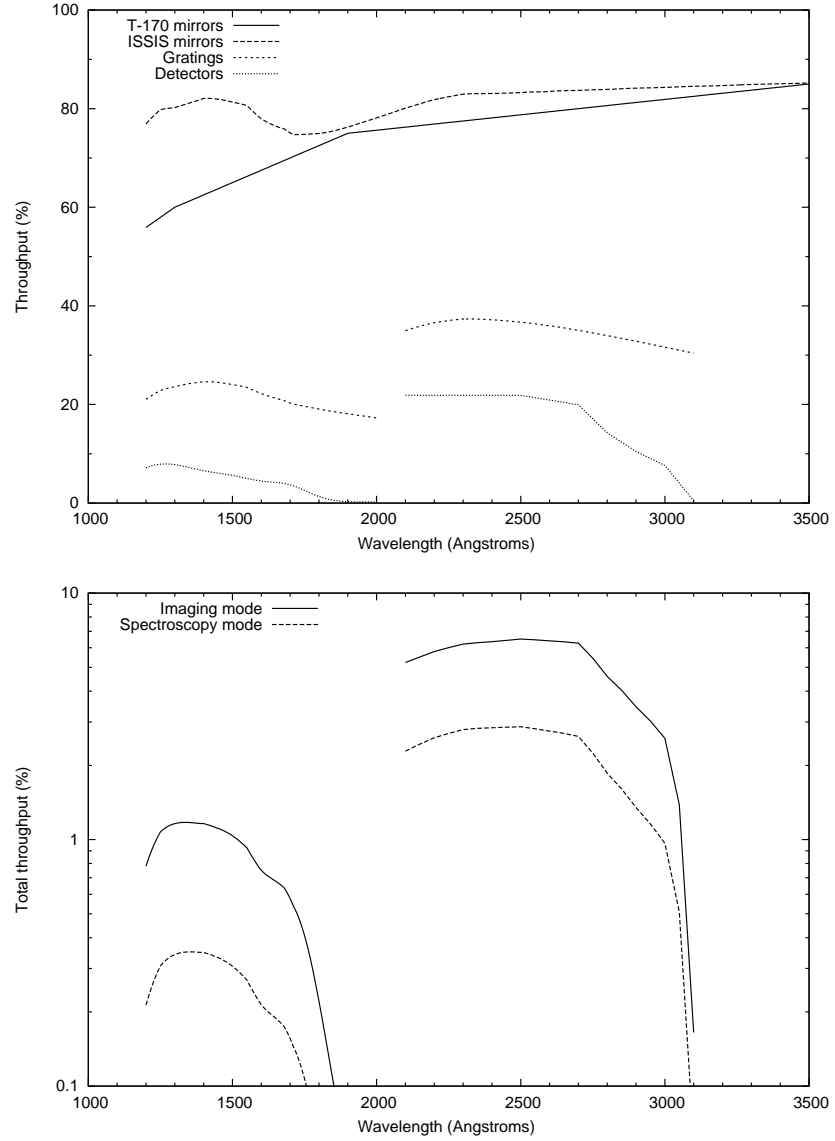 100
80
60
40
20
0
Throughput (%)
T-170 mirrors
ISSIS mirrors
Gratings
Detectors
1000 1500 2000 2500 3000 3500
Wavelength (Angstroms)
10
1
0.1
Total throughput (%)
Imaging mode
Spectroscopy mode
1000 1500 2000 2500 3000 3500
Wavelength (Angstroms)